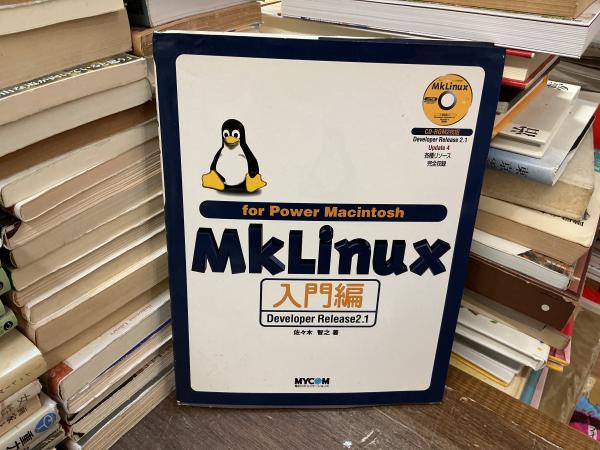 MkLinux
CD-ROM2枚組
Developer Release 2.1
Update 4
各種リソース
完全収録
for Power Macintosh
MkLinux
入門編
Developer Release2.1
佐々木 智之 著
MYCOM